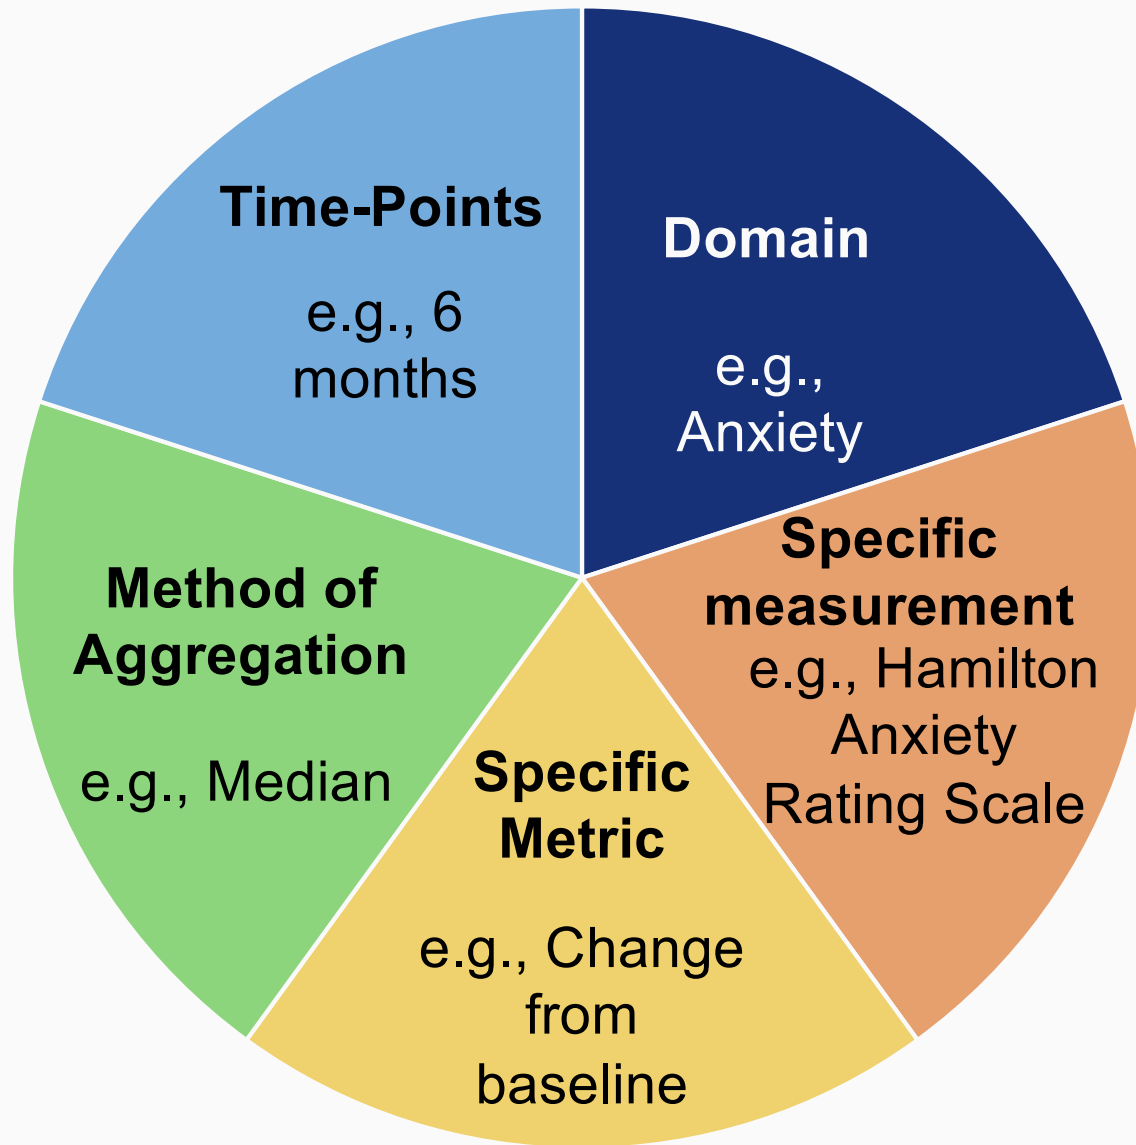 Time-Points
e.g., 6
months
Domain
e.g.,
Anxiety
Specific
measurement
e.g., Hamilton
Anxiety
Rating Scale
Specific
Metric
e.g., Change
from
baseline
Method of
Aggregation
e.g., Median